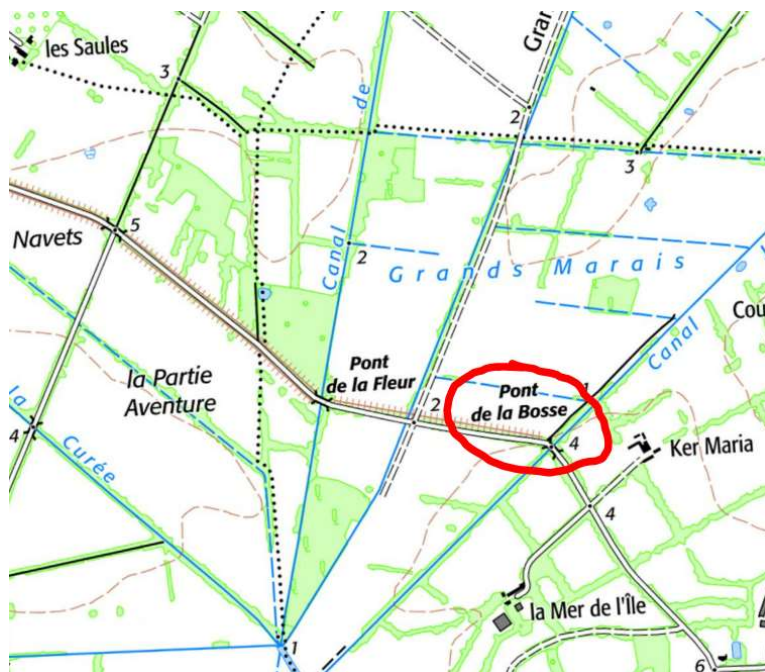 les Saules
3
de
Gran
2
3
5
Navets
Canal
2
Grands Marais
Cou
Canal
la Partie
Aventure
Pont
de la Fleur
2
Pont
de la Bosse
1
4
Ker Maria
la
4
Curée
4
la Mer de l'Île
1
6